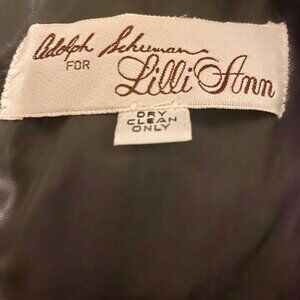 Adolph Schuman
FOR
Lilli Ann
DRY
CLEAN
ONLY